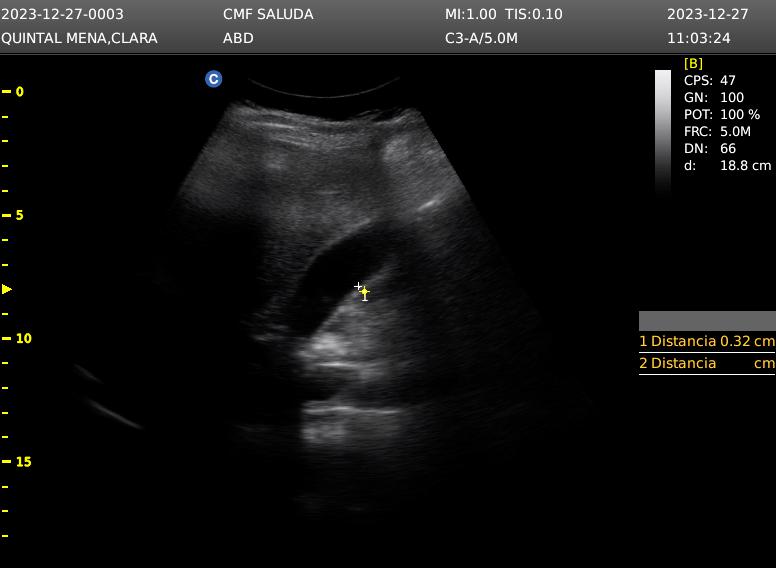 2023-12-27-0003 CMF SALUDA MI:1.00 TIS:0.10 2023-12-27
QUINTAL MENA,CLARA ABD C3-A/5.0M 11:03:24
[B]
CPS: 47
GN: 100
POT: 100 %
FRC: 5.0M
DN: 66
d: 18.8 cm
C
0
5
10
15
1
1 Distancia 0.32 cm
2 Distancia cm